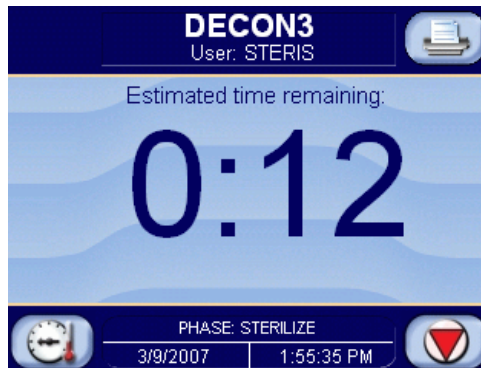 DECON3
User: STERIS
Estimated time remaining:
0:12
PHASE: STERILIZE
3/9/2007 1:55:35 PM